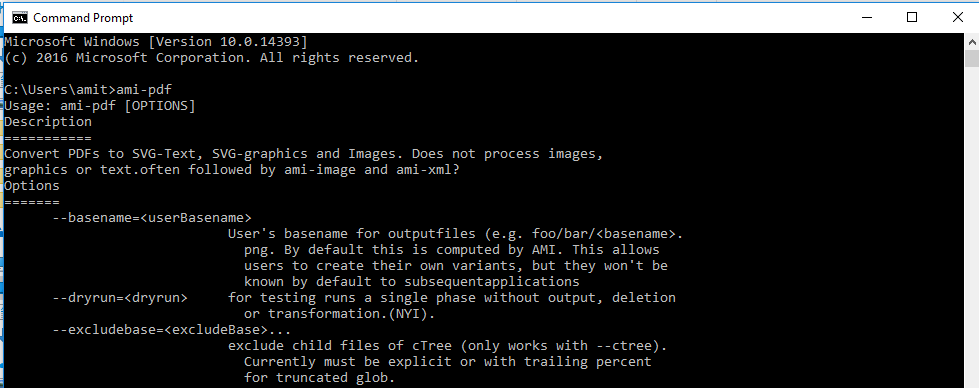 Command Prompt
Microsoft Windows [Version 10.0.14393]
(c) 2016 Microsoft Corporation. All rights reserved.
C:\Users\amit>ami-pdf
Usage: ami-pdf [OPTIONS]
Description
===========
Convert PDFs to SVG-Text, SVG-graphics and Images. Does not process images,
graphics or text.often followed by ami-image and ami-xml?
Options
=======
--basename=<userBasename>
User's basename for outputfiles (e.g. foo/bar/<basename>.
png. By default this is computed by AMI. This allows
users to create their own variants, but they won't be
known by default to subsequentapplications
--dryrun=<dryrun> for testing runs a single phase without output, deletion
or transformation.(NYI).
--excludebase=<excludeBase>...
exclude child files of cTree (only works with --ctree).
Currently must be explicit or with trailing percent
for truncated glob.